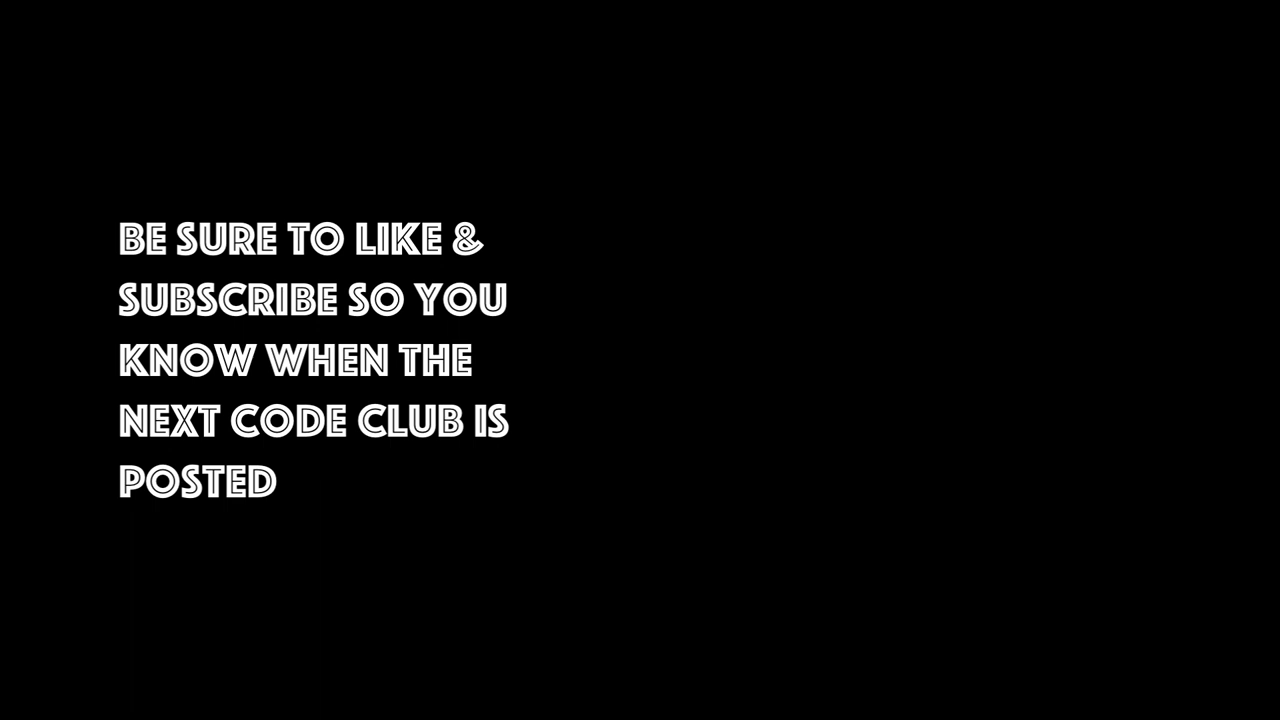 BE SURE TO LIKE &
SUBSCRIBE SO YOU
KNOW WHEN THE
NEXT CODE CLUB IS
POSTED